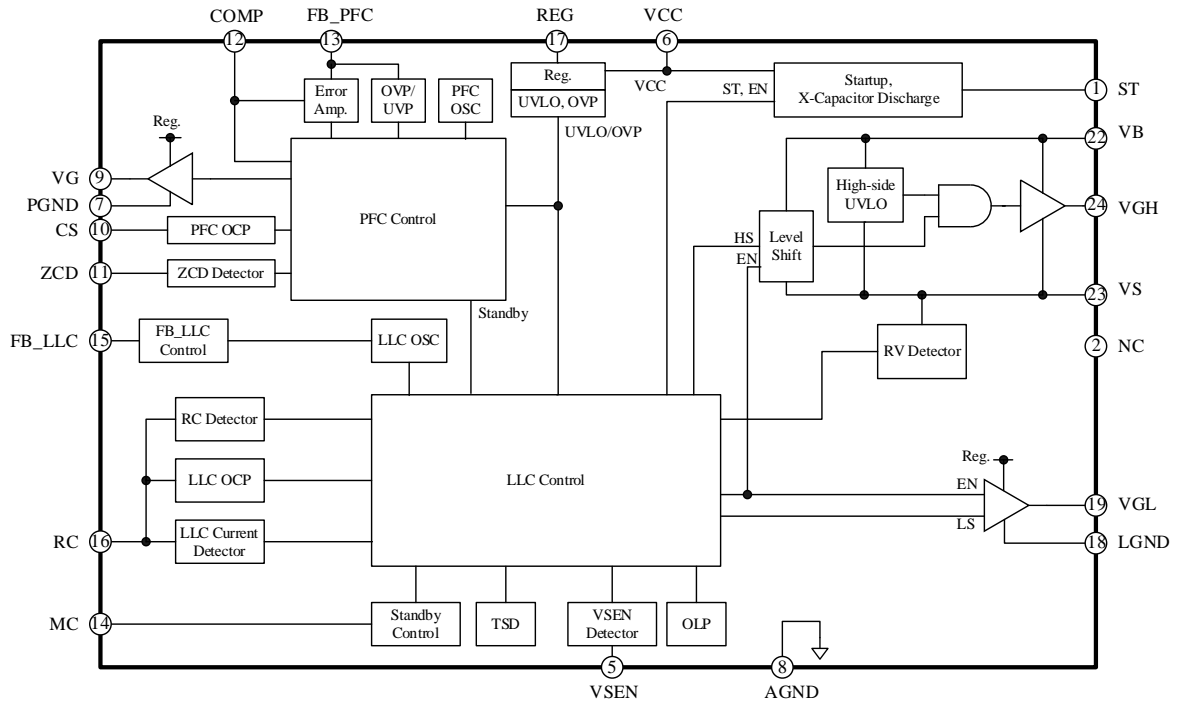 COMP
FB_PFC
REG
VCC
12
13
17
6
Reg.
VCC
Error
Amp.
OVP/
UVP
PFC
OSC
UVLO, OVP
UVLO/OVP
ST, EN
Startup,
X-Capacitor Discharge
1
ST
Reg.
22
VB
VG
9
PGND
7
CS
10
PFC OCP
ZCD
11
ZCD Detector
PFC Control
High-side
UVLO
24
VGH
HS
EN
Level
Shift
VS
23
Standby
FB_LLC
15
FB_LLC
Control
LLC OSC
RV Detector
2
NC
RC Detector
LLC OCP
LLC Control
Reg.
EN
LS
19
VGL
RC
16
LLC Current
Detector
18
LGND
MC
14
Standby
Control
TSD
VSEN
Detector
OLP
5
VSEN
8
AGND